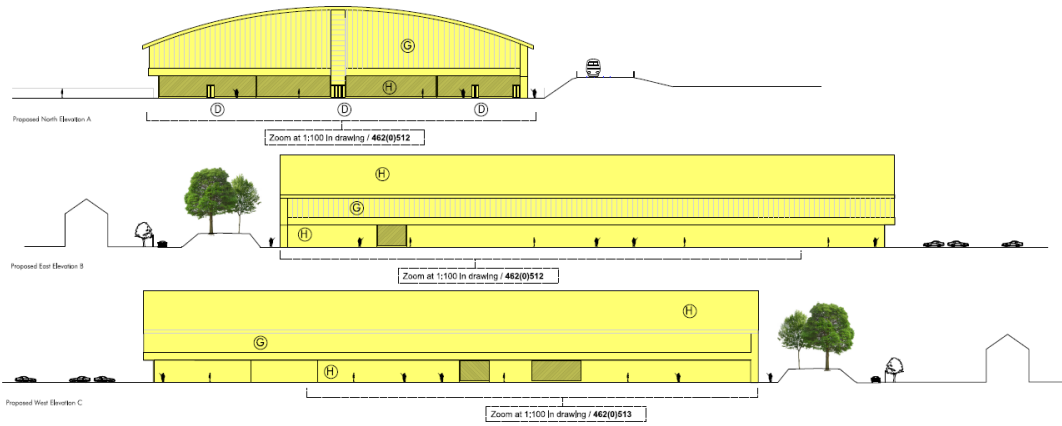 G
H
D
D
D
Proposed North Elevation A
Zoom at 1:100 in drawing / 462(0)512
H
G
H
Proposed East Elevation B
Zoom at 1:100 in drawing / 462(0)512
H
G
H
Proposed West Elevation C
Zoom at 1:100 in drawing / 462(0)513